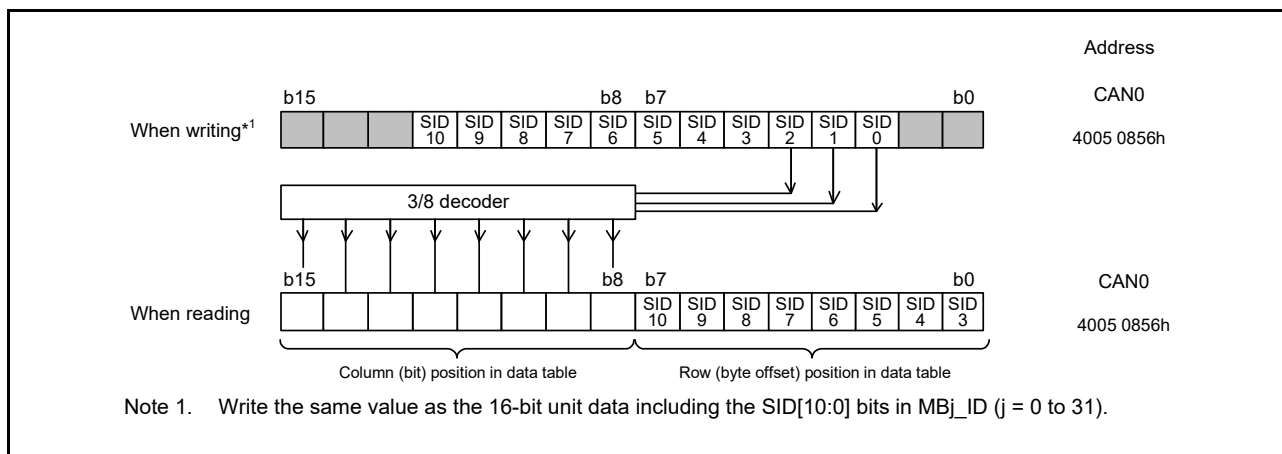 Address
b15 b8 b7 b0 CAN0
When writing*1 SID 10 SID 9 SID 8 SID 7 SID 6 SID 5 SID 4 SID 3 SID 2 SID 1 SID 0 4005 0856h
3/8 decoder
b15 b8 b7 b0 CAN0
When reading SID 10 SID 9 SID 8 SID 7 SID 6 SID 5 SID 4 SID 3 4005 0856h
Column (bit) position in data table Row (byte offset) position in data table
Note 1. Write the same value as the 16-bit unit data including the SID[10:0] bits in MBj_ID (j = 0 to 31).